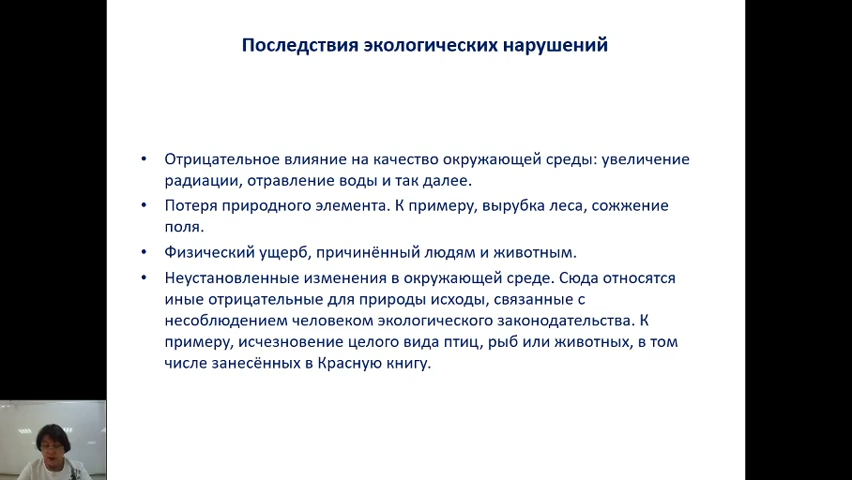 Последствия экологических нарушений
• Отрицательное влияние на качество окружающей среды: увеличение
радиации, отравление воды и так далее.
• Потеря природного элемента. К примеру, вырубка леса, сожжение
поля.
• Физический ущерб, причинённый людям и животным.
• Неустановленные изменения в окружающей среде. Сюда относятся
иные отрицательные для природы исходы, связанные с
несоблюдением человеком экологического законодательства. К
примеру, исчезновение целого вида птиц, рыб или животных, в том
числе занесённых в Красную книгу.